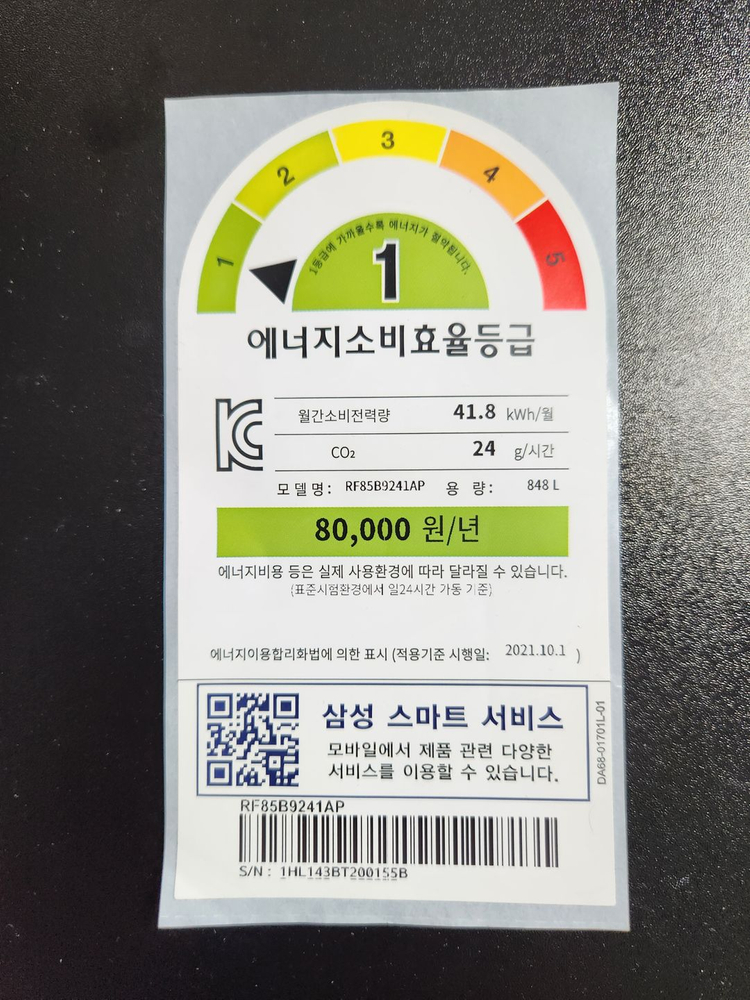 1 2 3 4 5
1등급에 가까울수록 에너지가 절약됩니다.
1
에너지소비효율등급
월간소비전력량 41.8 kWh/월
CO₂ 24 g/시간
모델명: RF85B9241AP 용 량: 848 L
80,000 원/년
에너지비용 등은 실제 사용환경에 따라 달라질 수 있습니다.
(표준시험환경에서 일24시간 가동 기준)
에너지이용합리화법에 의한 표시 (적용기준 시행일: 2021.10.1 )
삼성 스마트 서비스
모바일에서 제품 관련 다양한
서비스를 이용할 수 있습니다.
DA68-01701L-01
RF85B9241AP
S/N : 1HL143BT200155B